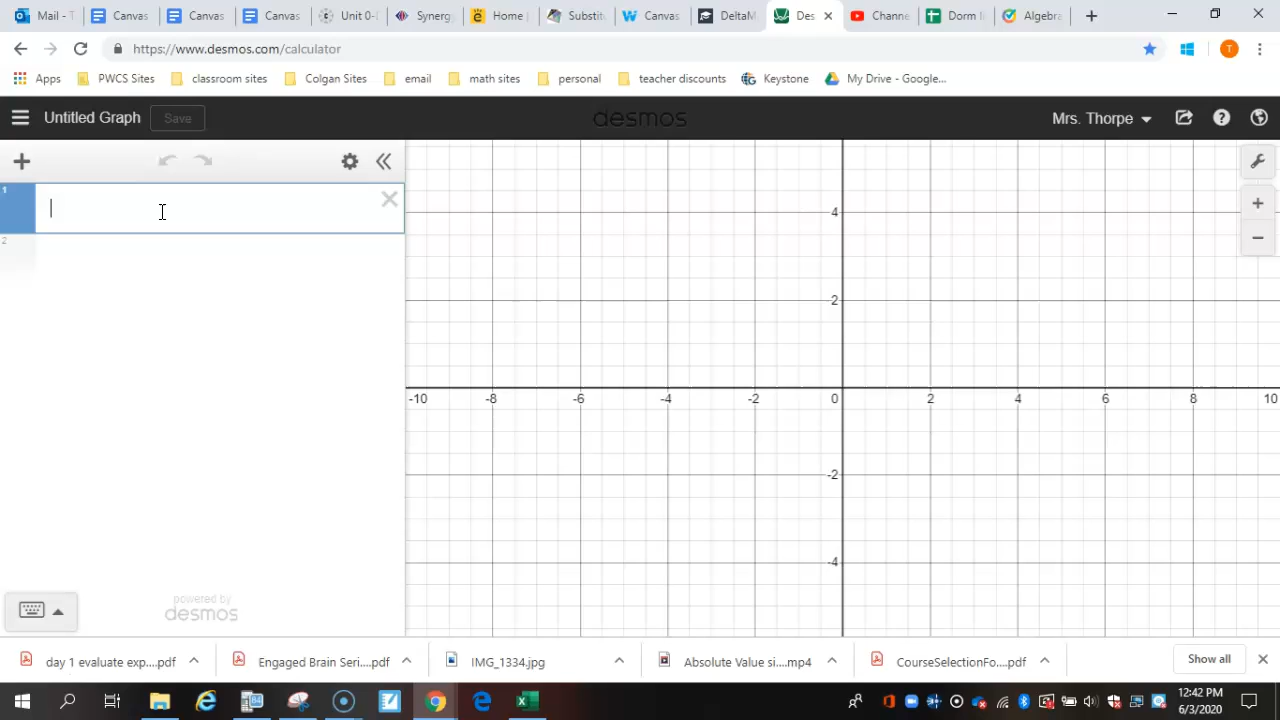 Mail - T
Canvas
Canvas
Canvas
Unit 0-
Synerg
Home
Substit
Canvas
DeltaM
Des
Channe
Dorm I
Algebra
https://www.desmos.com/calculator
T
Apps
PWCS Sites
classroom sites
Colgan Sites
email
math sites
personal
teacher discounts
Keystone
My Drive - Google...
Untitled Graph
Save
desmos
Mrs. Thorpe
1
2
4
2
-10
-8
-6
-4
-2
0
2
4
6
8
10
-2
-4
powered by
desmos
day 1 evaluate exp....pdf
Engaged Brain Seri....pdf
IMG_1334.jpg
Absolute Value si....mp4
CourseSelectionFo....pdf
Show all
12:42 PM
6/3/2020